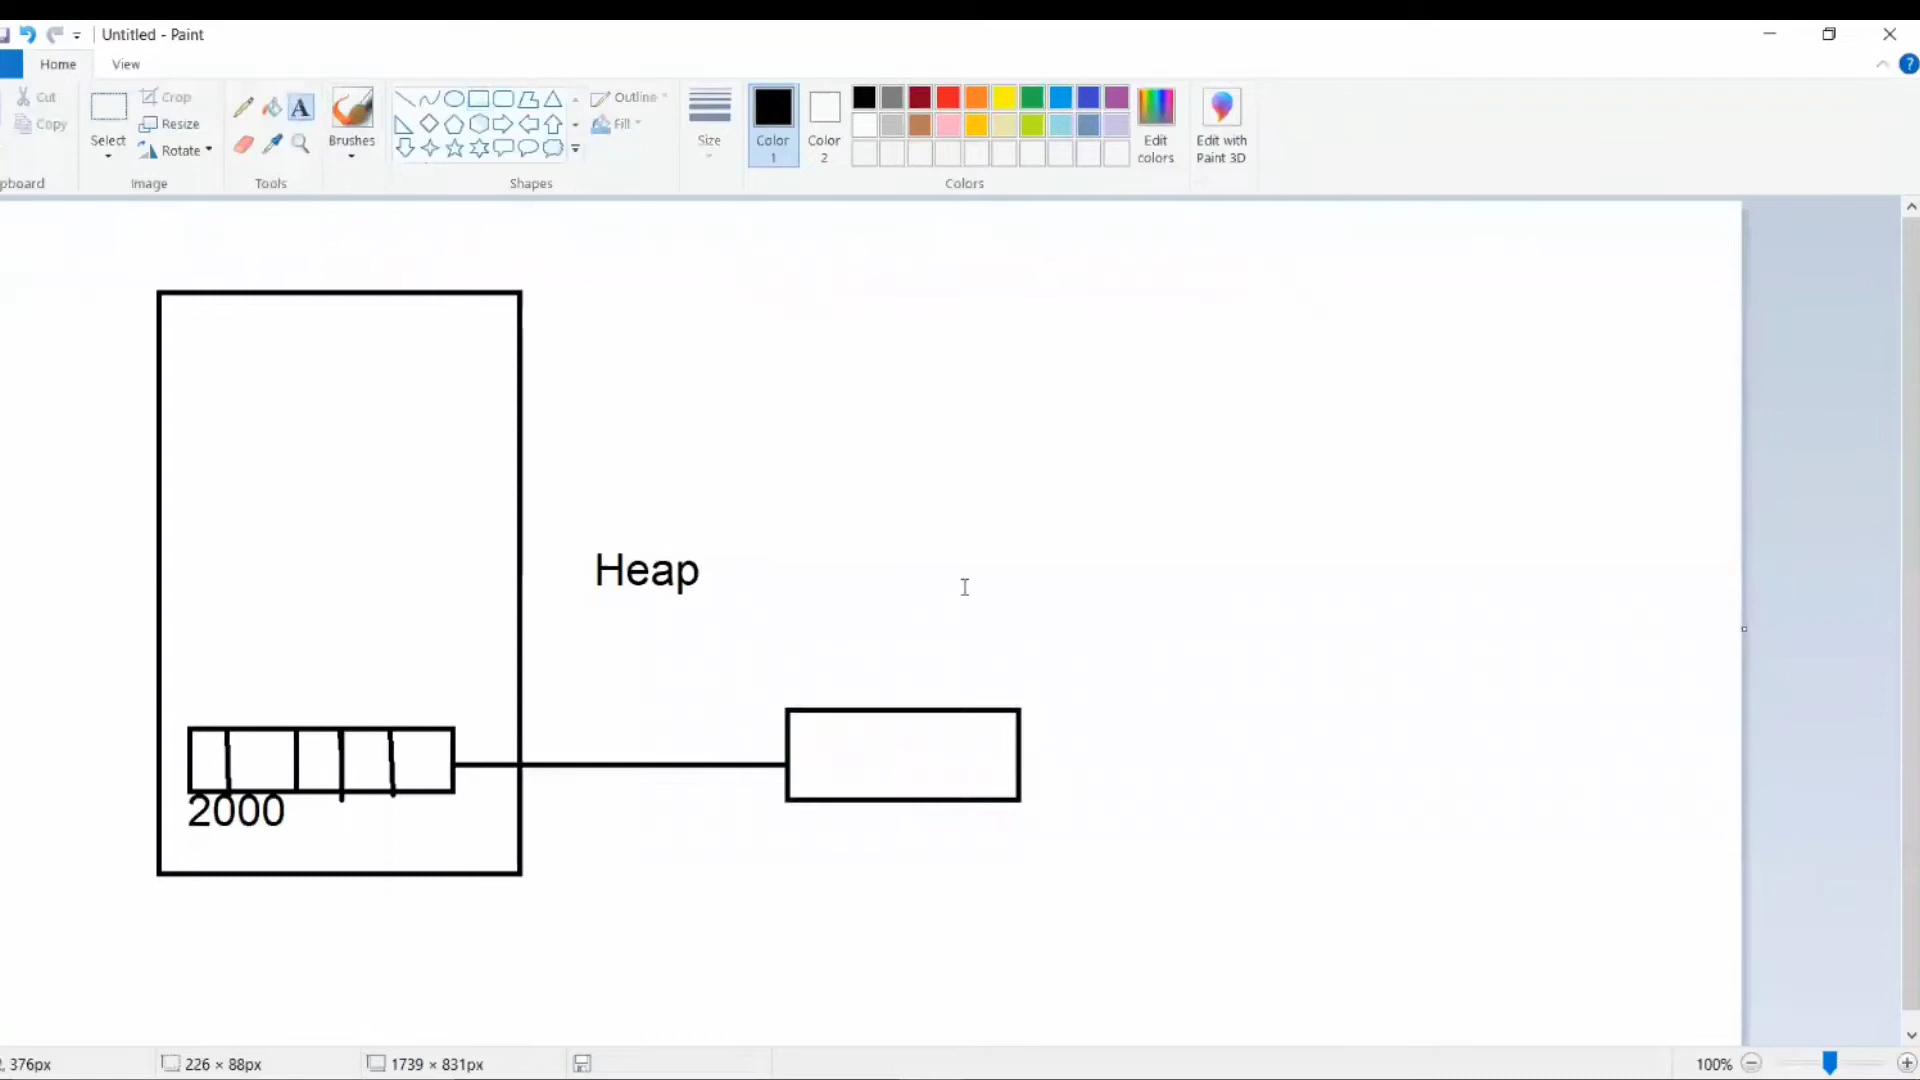 Untitled - Paint
Home View
Cut
Copy
pboard
Select
Crop
Resize
Rotate
Image
A
Tools
Brushes
Outline
Fill
Shapes
Size
Color 1
Color 2
Edit colors
Colors
Edit with Paint 3D
?
Heap
2000
, 376px
226 × 88px
1739 × 831px
100%